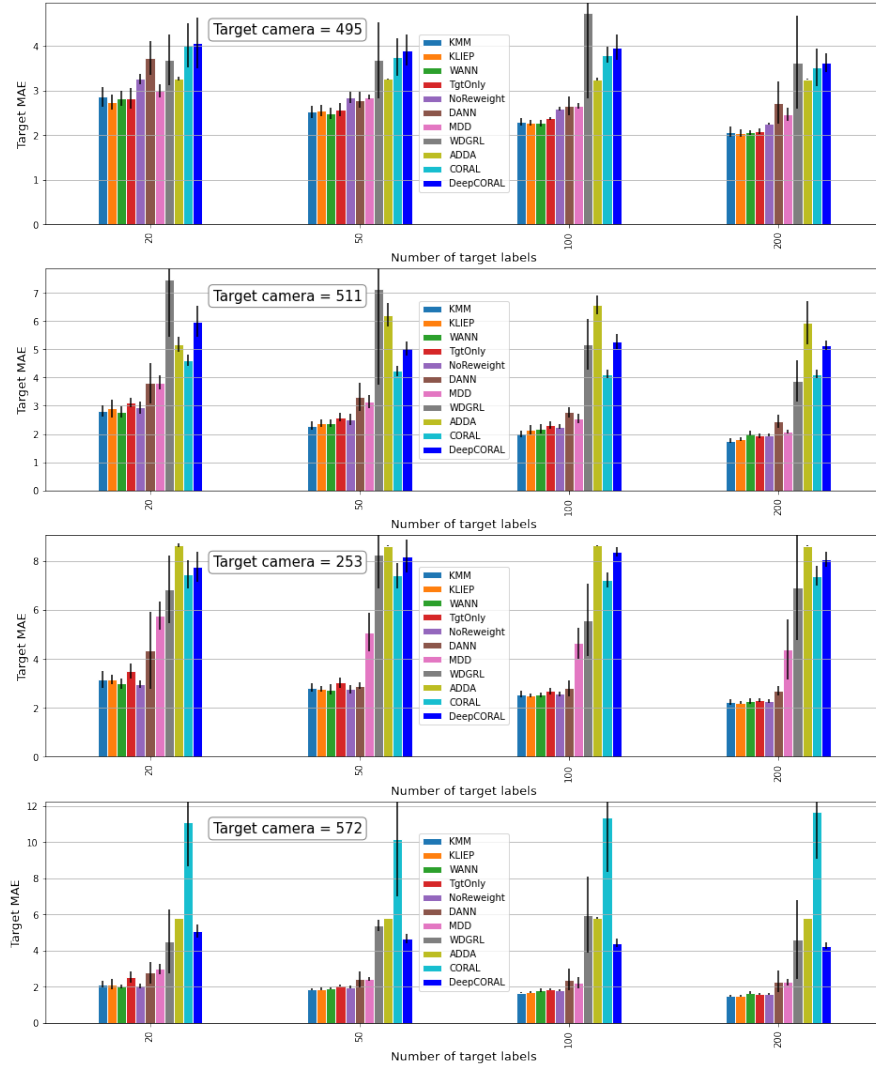 Target camera = 495
Target MAE
4
3
2
1
0
KMM
KLIEP
WANN
TgtOnly
NoReweight
DANN
MDD
WDGRL
ADDA
CORAL
DeepCORAL
20
50
100
200
Number of target labels
Target camera = 511
Target MAE
7
6
5
4
3
2
1
0
KMM
KLIEP
WANN
TgtOnly
NoReweight
DANN
MDD
WDGRL
ADDA
CORAL
DeepCORAL
20
50
100
200
Number of target labels
Target camera = 253
Target MAE
8
6
4
2
0
KMM
KLIEP
WANN
TgtOnly
NoReweight
DANN
MDD
WDGRL
ADDA
CORAL
DeepCORAL
20
50
100
200
Number of target labels
Target camera = 572
Target MAE
12
10
8
6
4
2
0
KMM
KLIEP
WANN
TgtOnly
NoReweight
DANN
MDD
WDGRL
ADDA
CORAL
DeepCORAL
20
50
100
200
Number of target labels